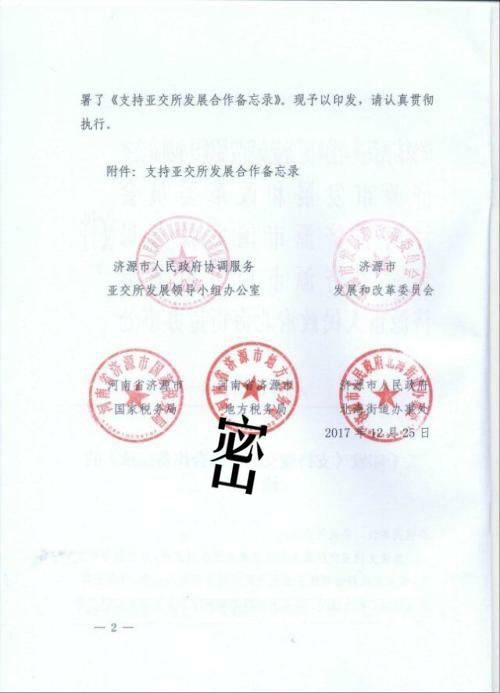 署了《支持亚交所发展合作备忘录》。现予以印发，请认真贯彻
执行。
附件：支持亚交所发展合作备忘录
济源市人民政府协调服务
亚交所发展领导小组办公室
济源市
发展和改革委员会
河南省济源市
国家税务局
河南省济源市
地方税务局
济源市人民政府
北海街道办事处
2017年12月25日
密
— 2 —